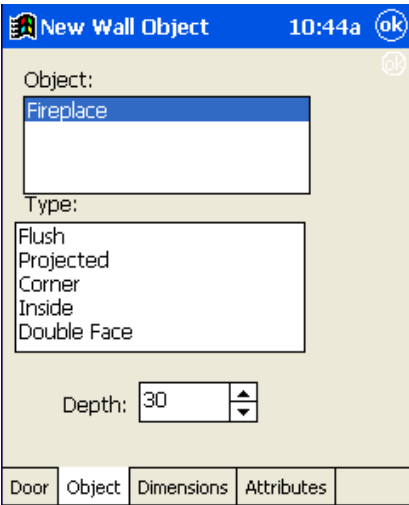 New Wall Object 10:44a ok
ok
Object:
Fireplace
Type:
Flush
Projected
Corner
Inside
Double Face
Depth: 30
Door Object Dimensions Attributes